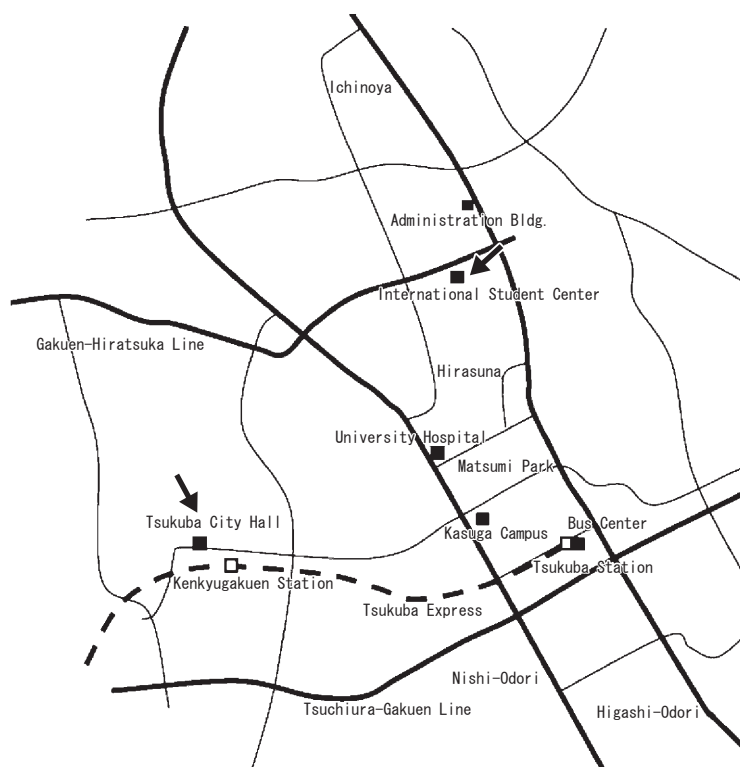 Ichinoya
Administration Bldg.
International Student Center
Gakuen-Hiratsuka Line
Hirasuna
University Hospital
Matsumi Park
Tsukuba City Hall
Bus Center
Kasuga Campus
Tsukuba Station
Kenkyugakuen Station
Tsukuba Express
Nishi-Odori
Tsuchiura-Gakuen Line
Higashi-Odori